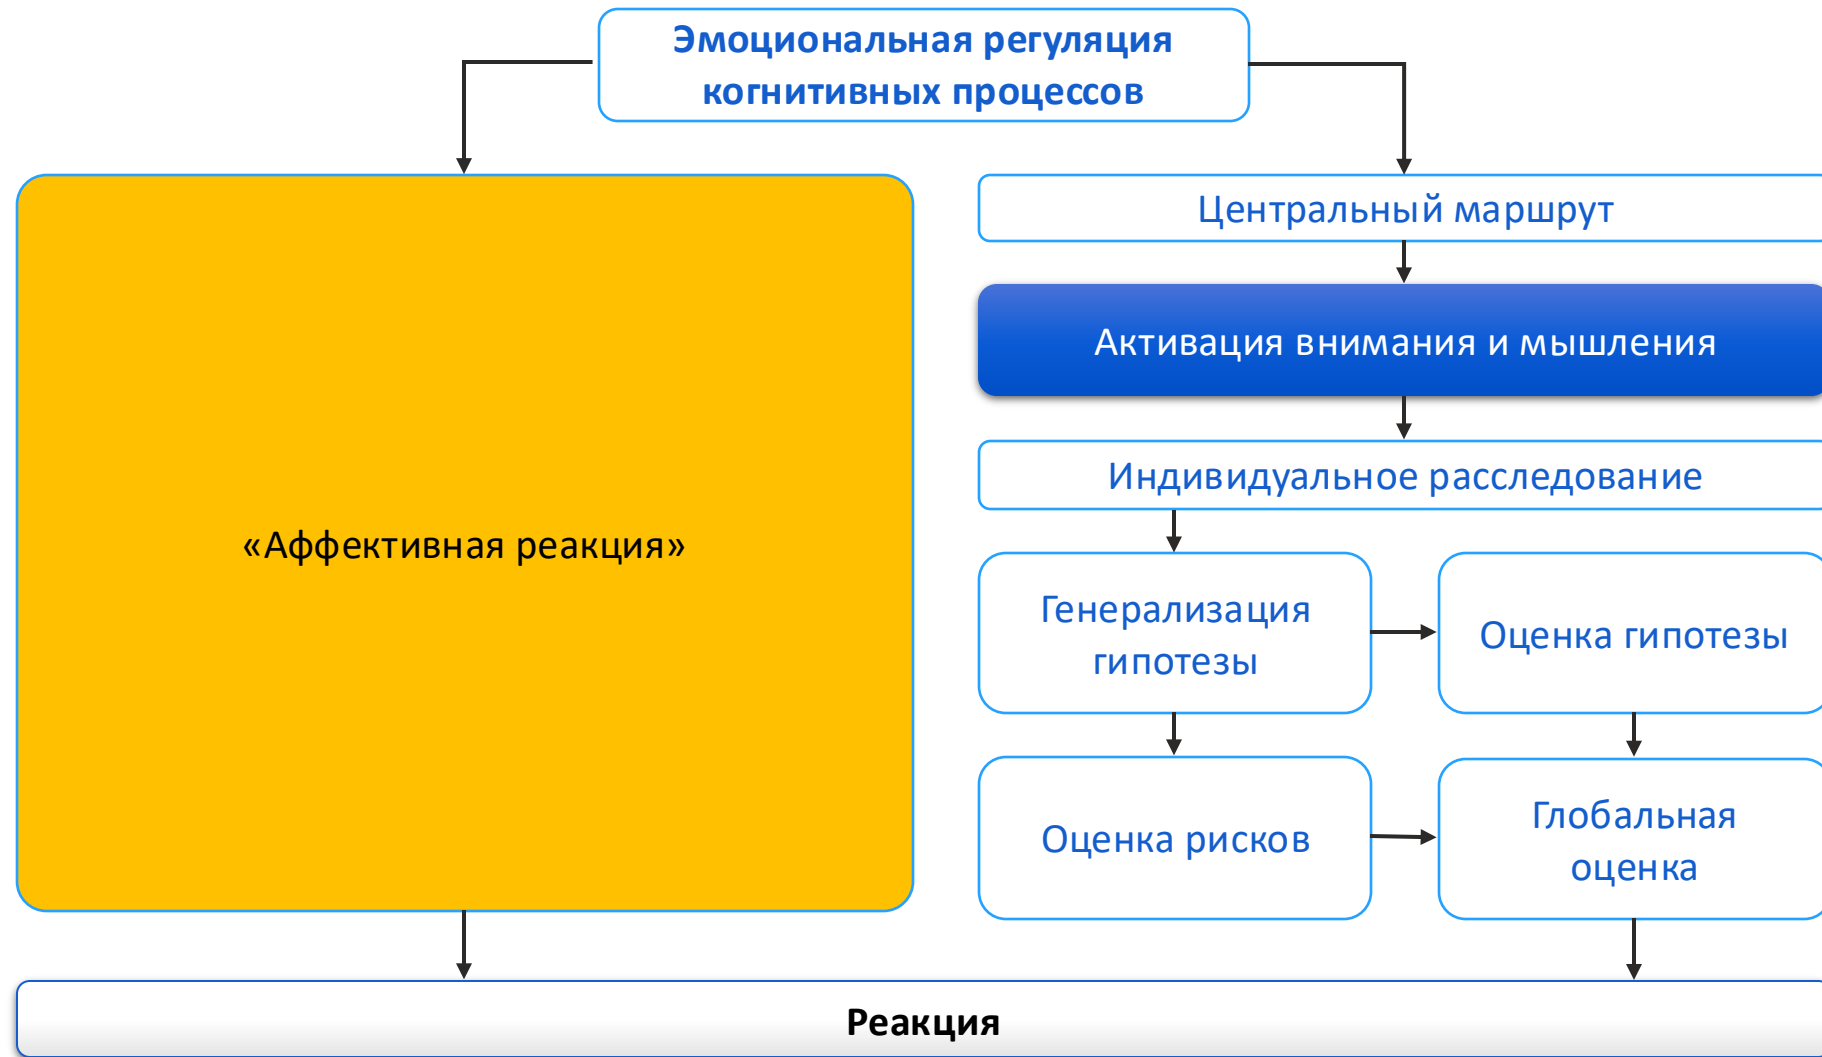 Эмоциональная регуляция
когнитивных процессов
Центральный маршрут
Активация внимания и мышления
Индивидуальное расследование
«Аффективная реакция»
Генерализация
гипотезы
Оценка гипотезы
Оценка рисков
Глобальная
оценка
Реакция